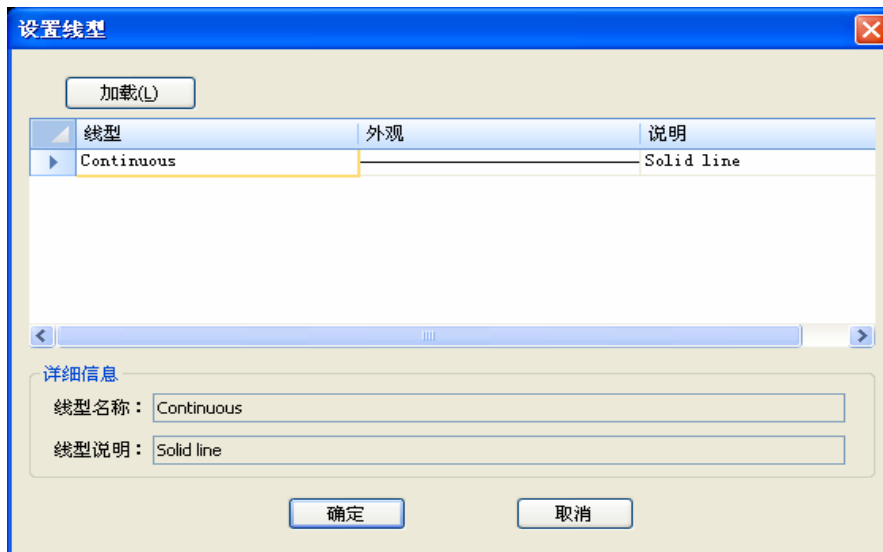 设置线型
加载(L)
线型 外观 说明
Continuous Solid line
详细信息
线型名称： Continuous
线型说明： Solid line
确定 取消